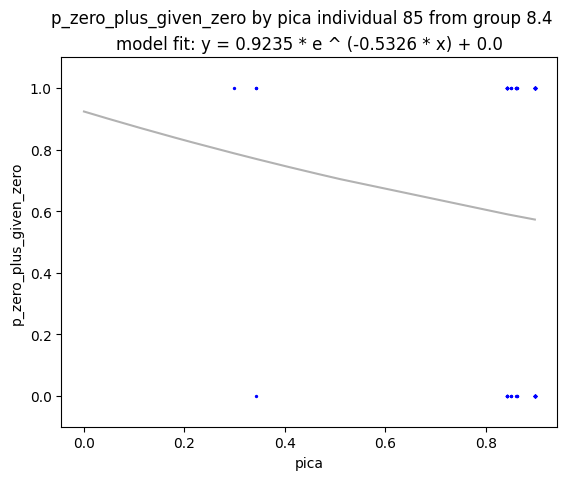 p_zero_plus_given_zero by pica individual 85 from group 8.4
model fit: y = 0.9235 * e ^ (-0.5326 * x) + 0.0
1.0
0.8
0.6
0.4
0.2
0.0
p_zero_plus_given_zero
0.0 0.2 0.4 0.6 0.8
pica